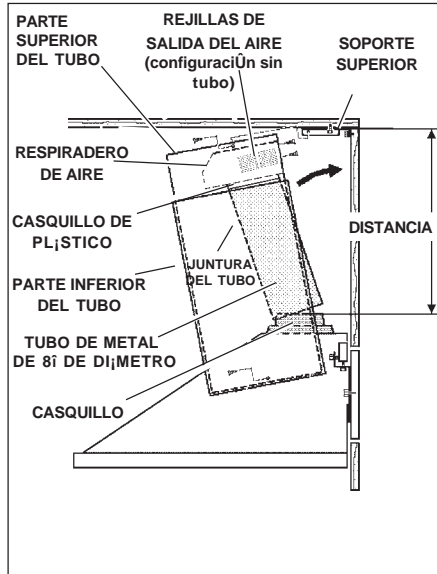 PARTE
SUPERIOR
DEL TUBO
REJILLAS DE
SALIDA DEL AIRE
(configuraciÛn sin
tubo)
SOPORTE
SUPERIOR
RESPIRADERO
DE AIRE
CASQUILLO DE
PL¡STICO
DISTANCIA
JUNTURA
DEL TUBO
PARTE INFERIOR
DEL TUBO
TUBO DE METAL
DE 8î DE DI¡METRO
CASQUILLO